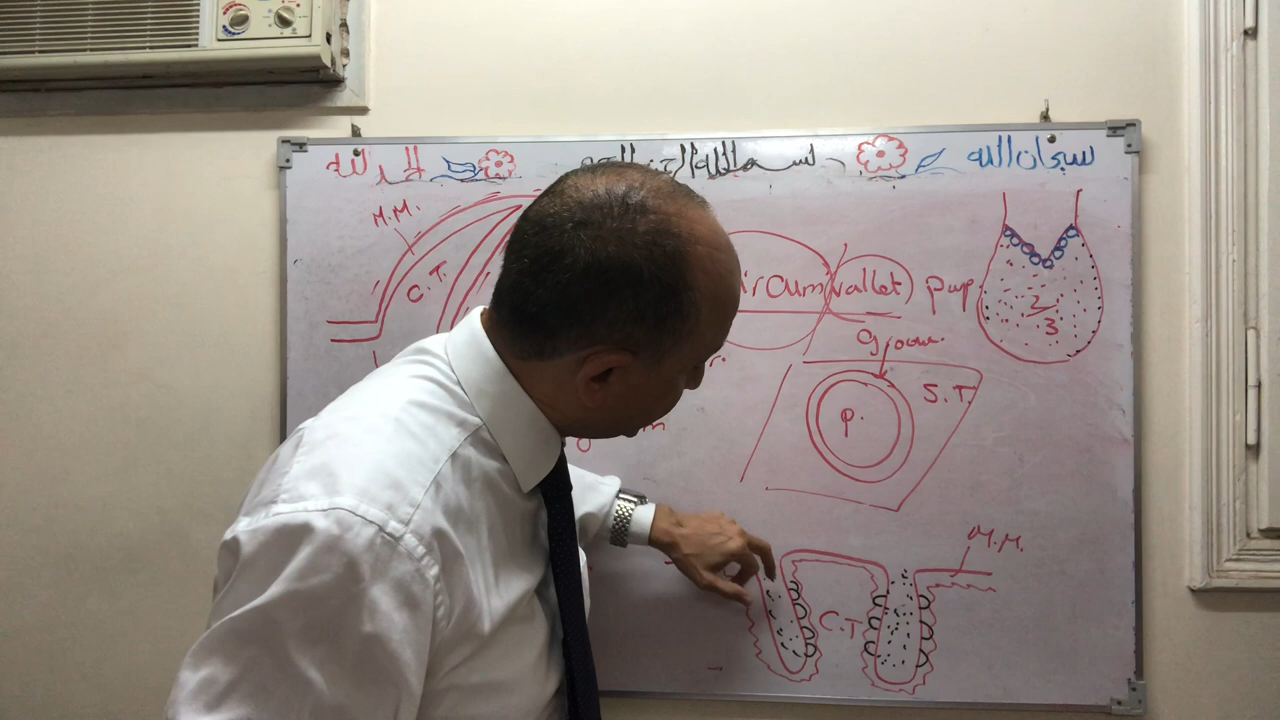 سبحان الله بسم الله الرحمن الرحيم الحمد لله
M.M.
C.T.
circum(vallet) pap.
2/3
groove.
S.T.
P.
M.M.
C.T